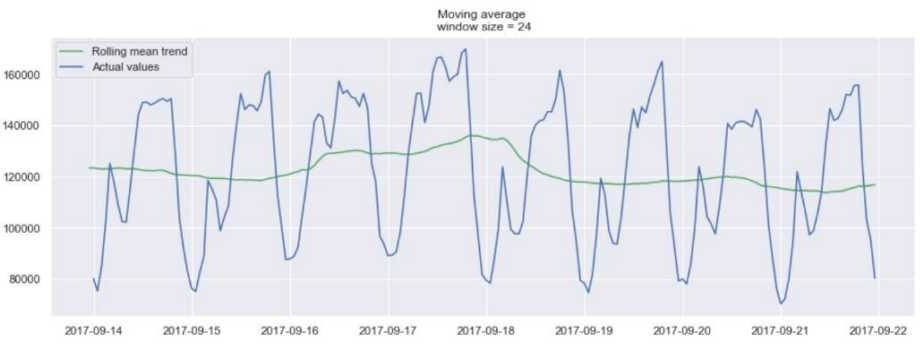 Moving average
window size = 24
Rolling mean trend
Actual values
160000
140000
120000
100000
80000
2017-09-14 2017-09-15 2017-09-16 2017-09-17 2017-09-18 2017-09-19 2017-09-20 2017-09-21 2017-09-22